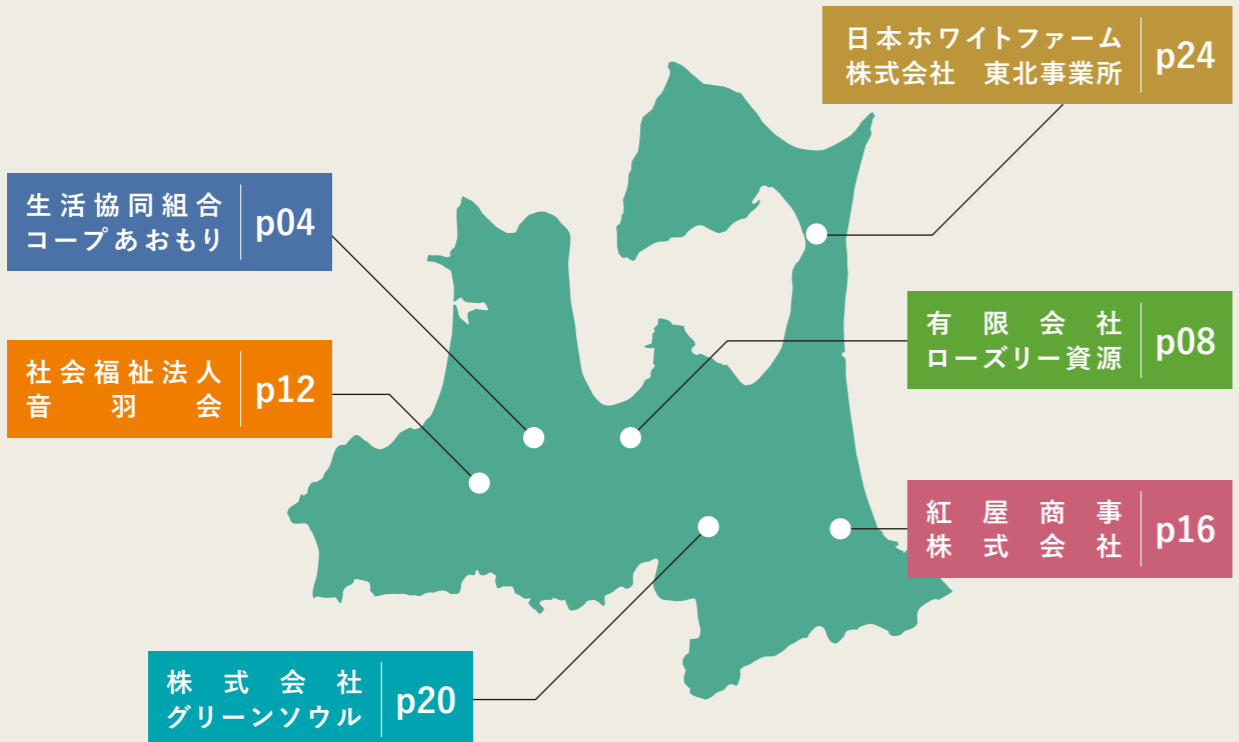 日本ホワイトファーム
株式会社　東北事業所
p24
生活協同組合
コープあおもり
p04
有限会社
ローズリー資源
p08
社会福祉法人
音羽会
p12
紅屋商事
株式会社
p16
株式会社
グリーンソウル
p20